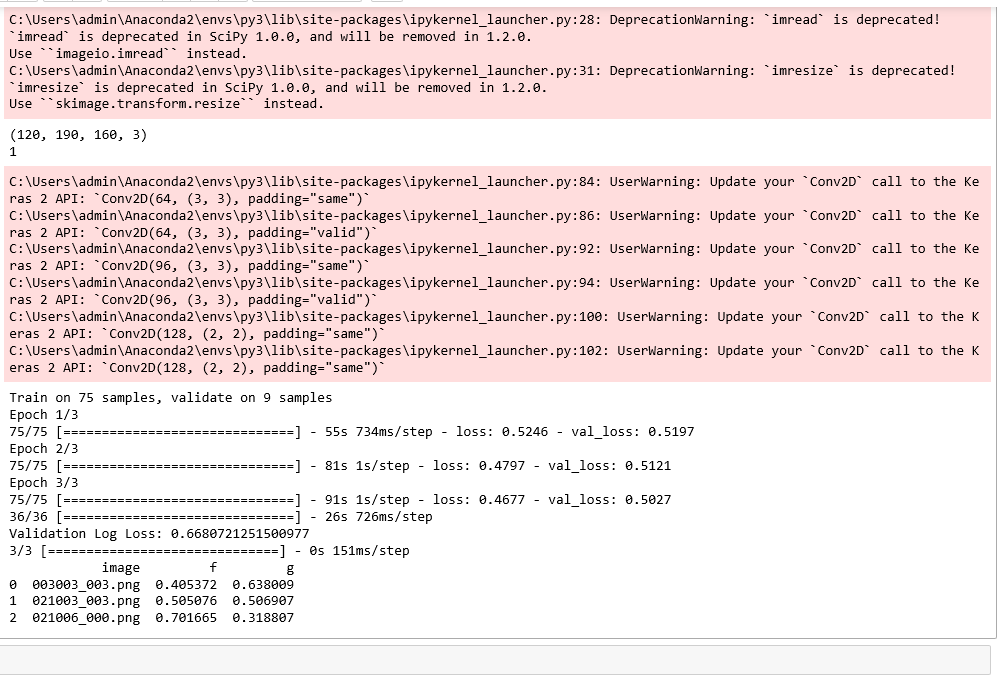 C:\Users\admin\Anaconda2\envs\py3\lib\site-packages\ipykernel_launcher.py:28: DeprecationWarning: `imread` is deprecated!
`imread` is deprecated in SciPy 1.0.0, and will be removed in 1.2.0.
Use ``imageio.imread`` instead.
C:\Users\admin\Anaconda2\envs\py3\lib\site-packages\ipykernel_launcher.py:31: DeprecationWarning: `imresize` is deprecated!
`imresize` is deprecated in SciPy 1.0.0, and will be removed in 1.2.0.
Use ``skimage.transform.resize`` instead.
(120, 190, 160, 3)
1
C:\Users\admin\Anaconda2\envs\py3\lib\site-packages\ipykernel_launcher.py:84: UserWarning: Update your `Conv2D` call to the Ke
ras 2 API: `Conv2D(64, (3, 3), padding="same")`
C:\Users\admin\Anaconda2\envs\py3\lib\site-packages\ipykernel_launcher.py:86: UserWarning: Update your `Conv2D` call to the Ke
ras 2 API: `Conv2D(64, (3, 3), padding="valid")`
C:\Users\admin\Anaconda2\envs\py3\lib\site-packages\ipykernel_launcher.py:92: UserWarning: Update your `Conv2D` call to the Ke
ras 2 API: `Conv2D(96, (3, 3), padding="same")`
C:\Users\admin\Anaconda2\envs\py3\lib\site-packages\ipykernel_launcher.py:94: UserWarning: Update your `Conv2D` call to the Ke
ras 2 API: `Conv2D(96, (3, 3), padding="valid")`
C:\Users\admin\Anaconda2\envs\py3\lib\site-packages\ipykernel_launcher.py:100: UserWarning: Update your `Conv2D` call to the K
eras 2 API: `Conv2D(128, (2, 2), padding="same")`
C:\Users\admin\Anaconda2\envs\py3\lib\site-packages\ipykernel_launcher.py:102: UserWarning: Update your `Conv2D` call to the K
eras 2 API: `Conv2D(128, (2, 2), padding="same")`
Train on 75 samples, validate on 9 samples
Epoch 1/3
75/75 [==============================] - 55s 734ms/step - loss: 0.5246 - val_loss: 0.5197
Epoch 2/3
75/75 [==============================] - 81s 1s/step - loss: 0.4797 - val_loss: 0.5121
Epoch 3/3
75/75 [==============================] - 91s 1s/step - loss: 0.4677 - val_loss: 0.5027
36/36 [==============================] - 26s 726ms/step
Validation Log Loss: 0.6680721251500977
3/3 [==============================] - 0s 151ms/step
image f g
0 003003_003.png 0.405372 0.638009
1 021003_003.png 0.505076 0.506907
2 021006_000.png 0.701665 0.318807